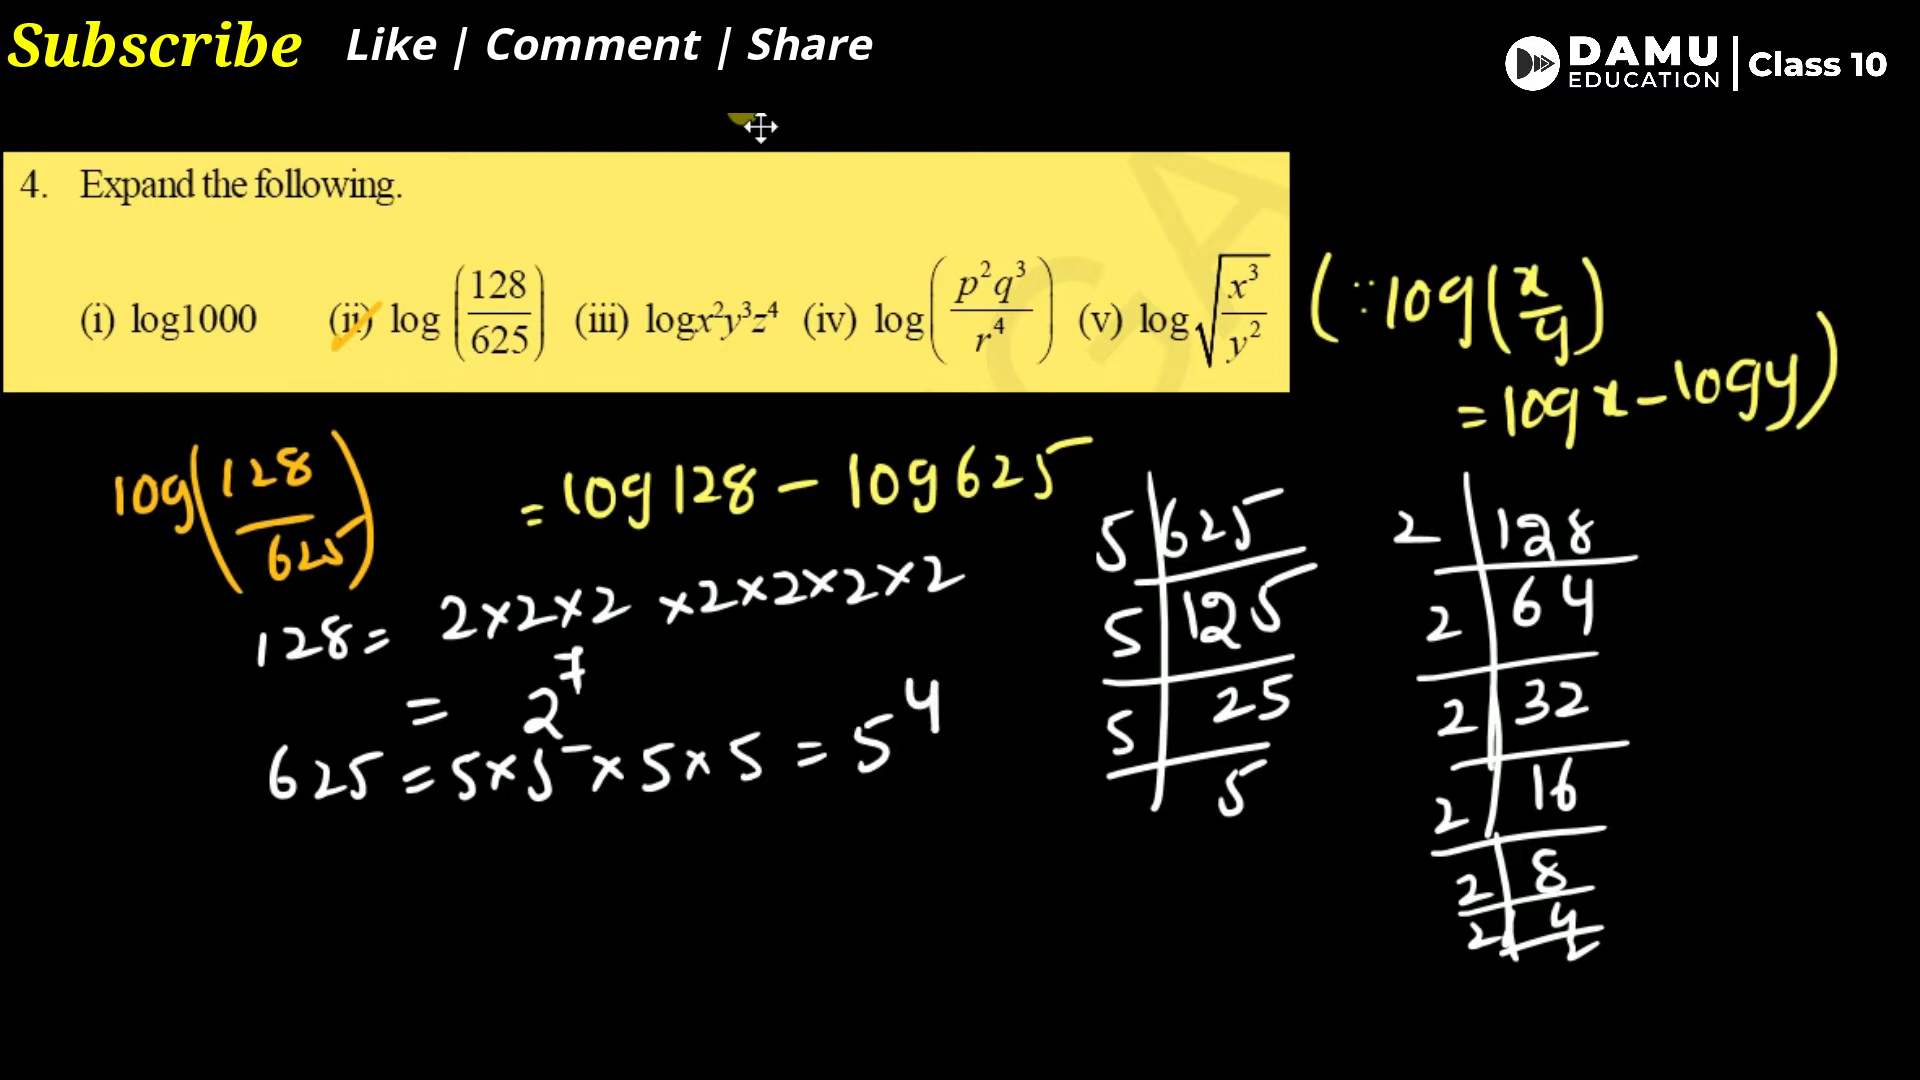 Subscribe Like | Comment | Share
DAMU EDUCATION | Class 10
4. Expand the following.
(i) log1000 (ii) log (128/625) (iii) logx²y³z⁴ (iv) log (p²q³/r⁴) (v) log √(x³/y²)
(∵ log(x/y)
= log x - log y)
log(128/625) = log 128 - log 625
128 = 2×2×2 ×2×2×2×2
= 2⁷
625 = 5×5×5×5 = 5⁴
5 | 625
5 | 125
5 | 25
5
2 | 128
2 | 64
2 | 32
2 | 16
2 | 8
2 | 4
2